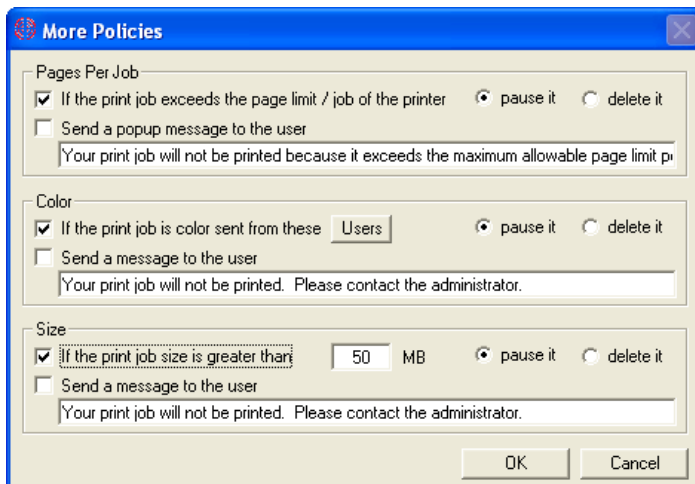 More Policies
Pages Per Job
If the print job exceeds the page limit / job of the printer pause it delete it
Send a popup message to the user
Your print job will not be printed because it exceeds the maximum allowable page limit
Color
If the print job is color sent from these Users pause it delete it
Send a message to the user
Your print job will not be printed. Please contact the administrator.
Size
If the print job size is greater than 50 MB pause it delete it
Send a message to the user
Your print job will not be printed. Please contact the administrator.
OK Cancel